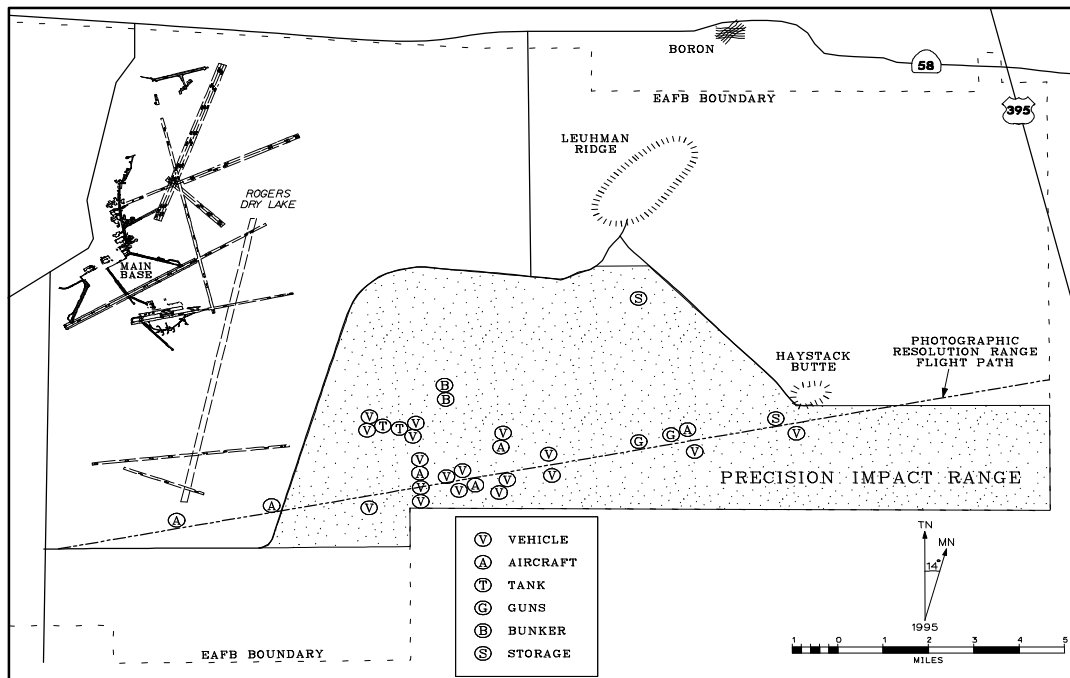 BORON
58
EAFB BOUNDARY
395
LEUHMAN
RIDGE
ROGERS
DRY LAKE
MAIN
BASE
S
PHOTOGRAPHIC
RESOLUTION RANGE
FLIGHT PATH
HAYSTACK
BUTTE
B
B
V
V T T V
V
V
A
G G A
V
S
V
V
A
V
V
V V
V A
V
V
V
V
V
A
A
PRECISION IMPACT RANGE
V VEHICLE
A AIRCRAFT
T TANK
G GUNS
B BUNKER
S STORAGE
TN
MN
14°
1995
EAFB BOUNDARY
1 0 1 2 3 4 5
MILES